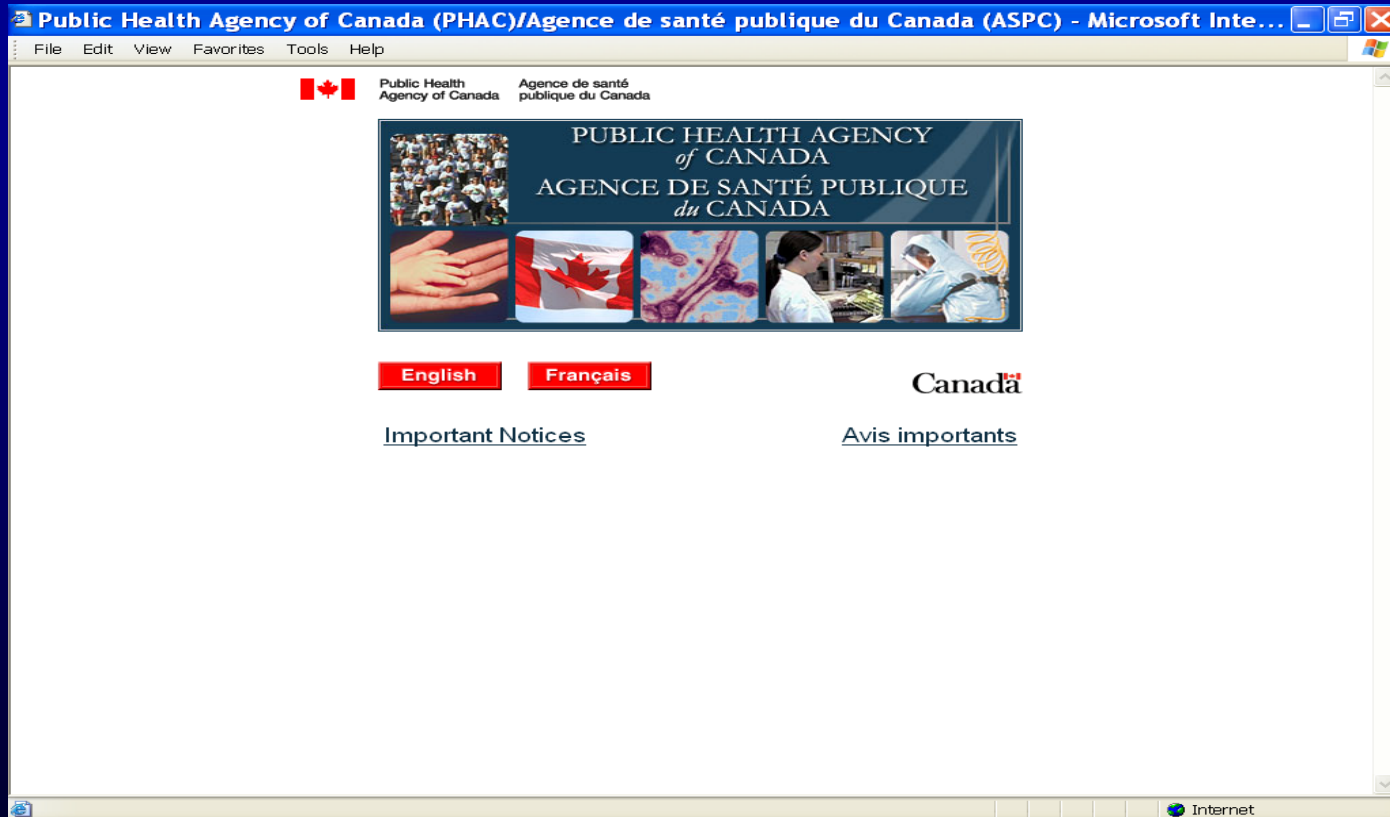 Public Health Agency of Canada (PHAC)/Agence de santé publique du Canada (ASPC) - Microsoft Inte...
File Edit View Favorites Tools Help
Public Health Agence de santé
Agency of Canada publique du Canada
PUBLIC HEALTH AGENCY
of CANADA
AGENCE DE SANTÉ PUBLIQUE
du CANADA
English Français
Canada
Important Notices Avis importants
Internet